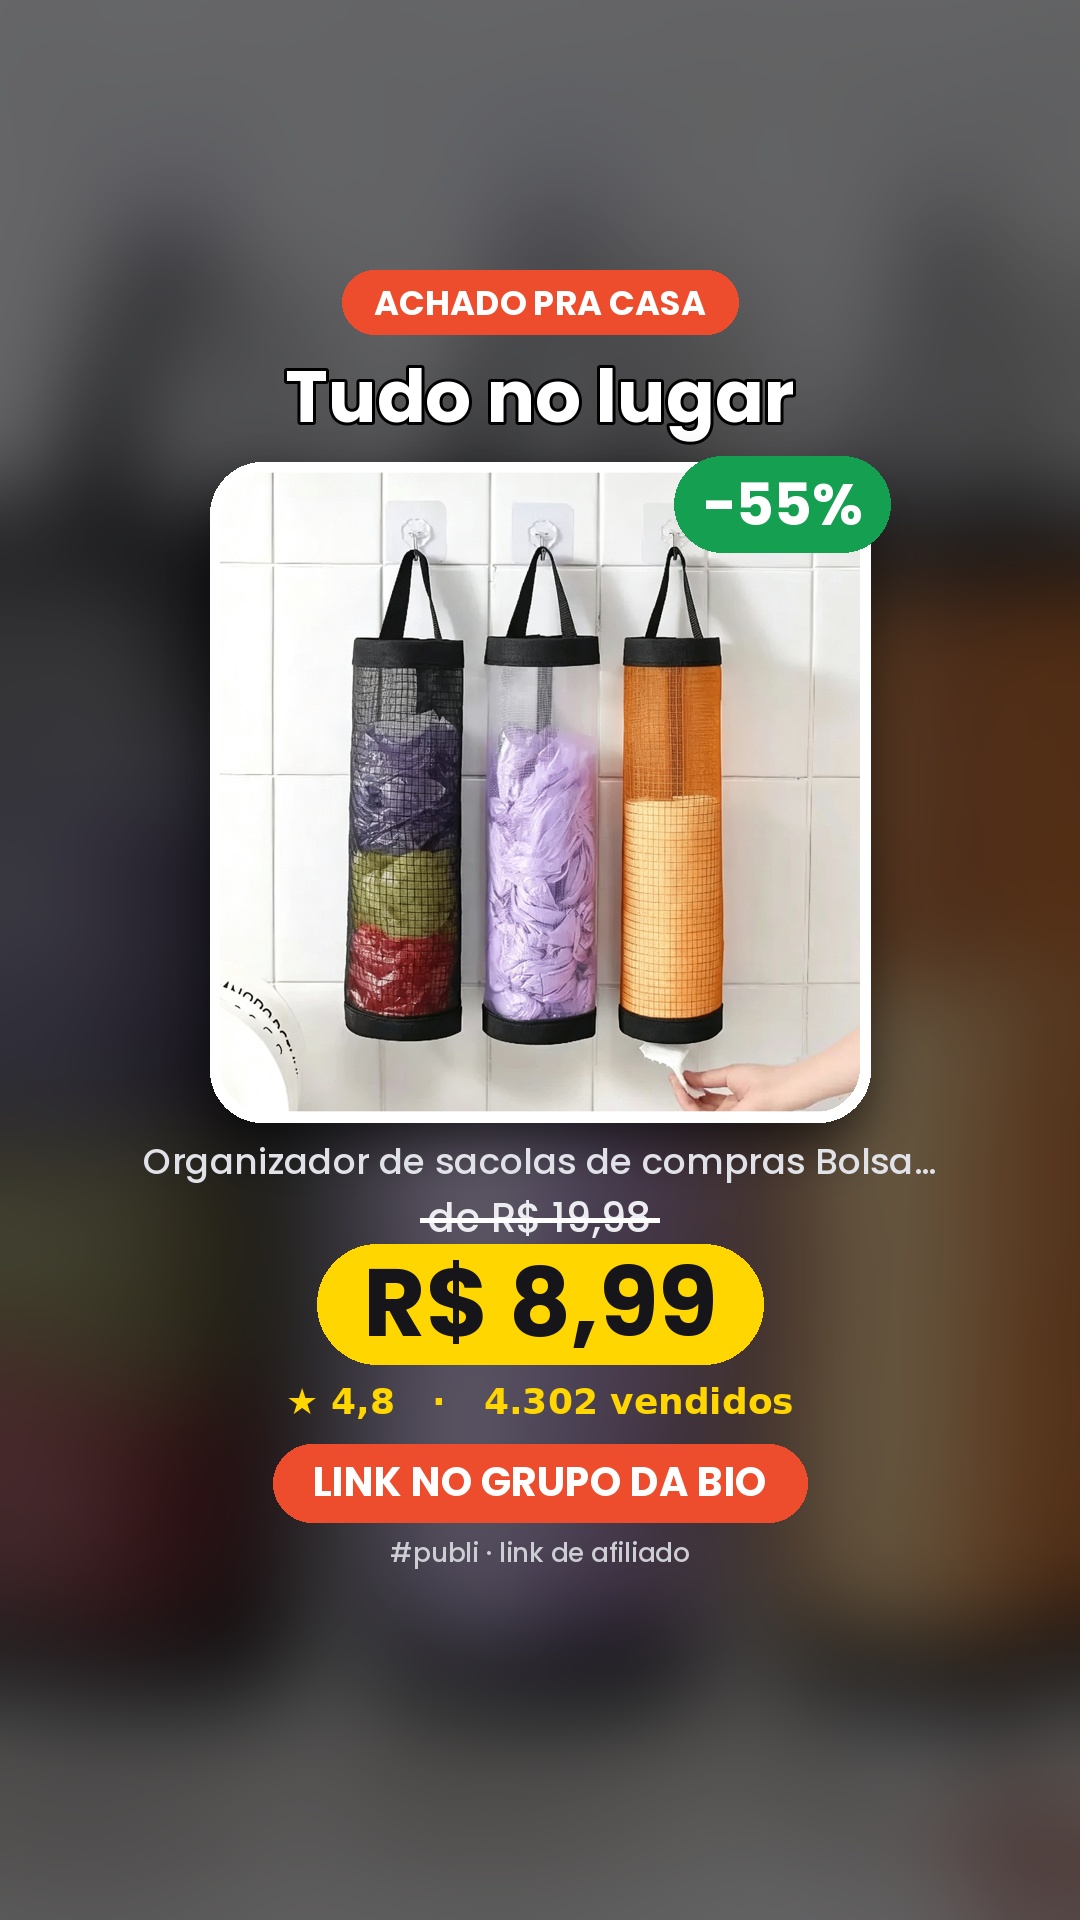 ACHADO PRA CASA
Tudo no lugar
-55%
Organizador de sacolas de compras Bolsa...
de R$ 19,98
R$ 8,99
★ 4,8 · 4.302 vendidos
LINK NO GRUPO DA BIO
#publi · link de afiliado